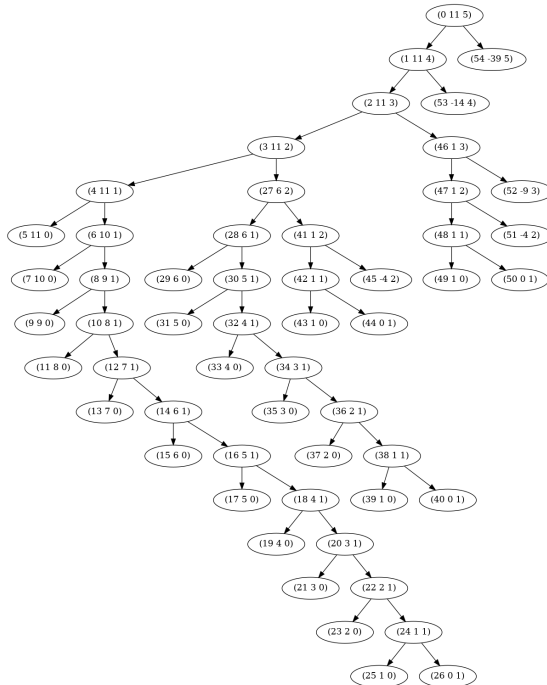 (0 11 5)
(1 11 4) (54 -39 5)
(2 11 3) (53 -14 4)
(3 11 2) (46 1 3)
(4 11 1) (27 6 2) (47 1 2) (52 -9 3)
(5 11 0) (6 10 1) (28 6 1) (41 1 2) (48 1 1) (51 -4 2)
(7 10 0) (8 9 1) (29 6 0) (30 5 1) (42 1 1) (45 -4 2) (49 1 0) (50 0 1)
(9 9 0) (10 8 1) (31 5 0) (32 4 1) (43 1 0) (44 0 1)
(11 8 0) (12 7 1) (33 4 0) (34 3 1)
(13 7 0) (14 6 1) (35 3 0) (36 2 1)
(15 6 0) (16 5 1) (37 2 0) (38 1 1)
(17 5 0) (18 4 1) (39 1 0) (40 0 1)
(19 4 0) (20 3 1)
(21 3 0) (22 2 1)
(23 2 0) (24 1 1)
(25 1 0) (26 0 1)